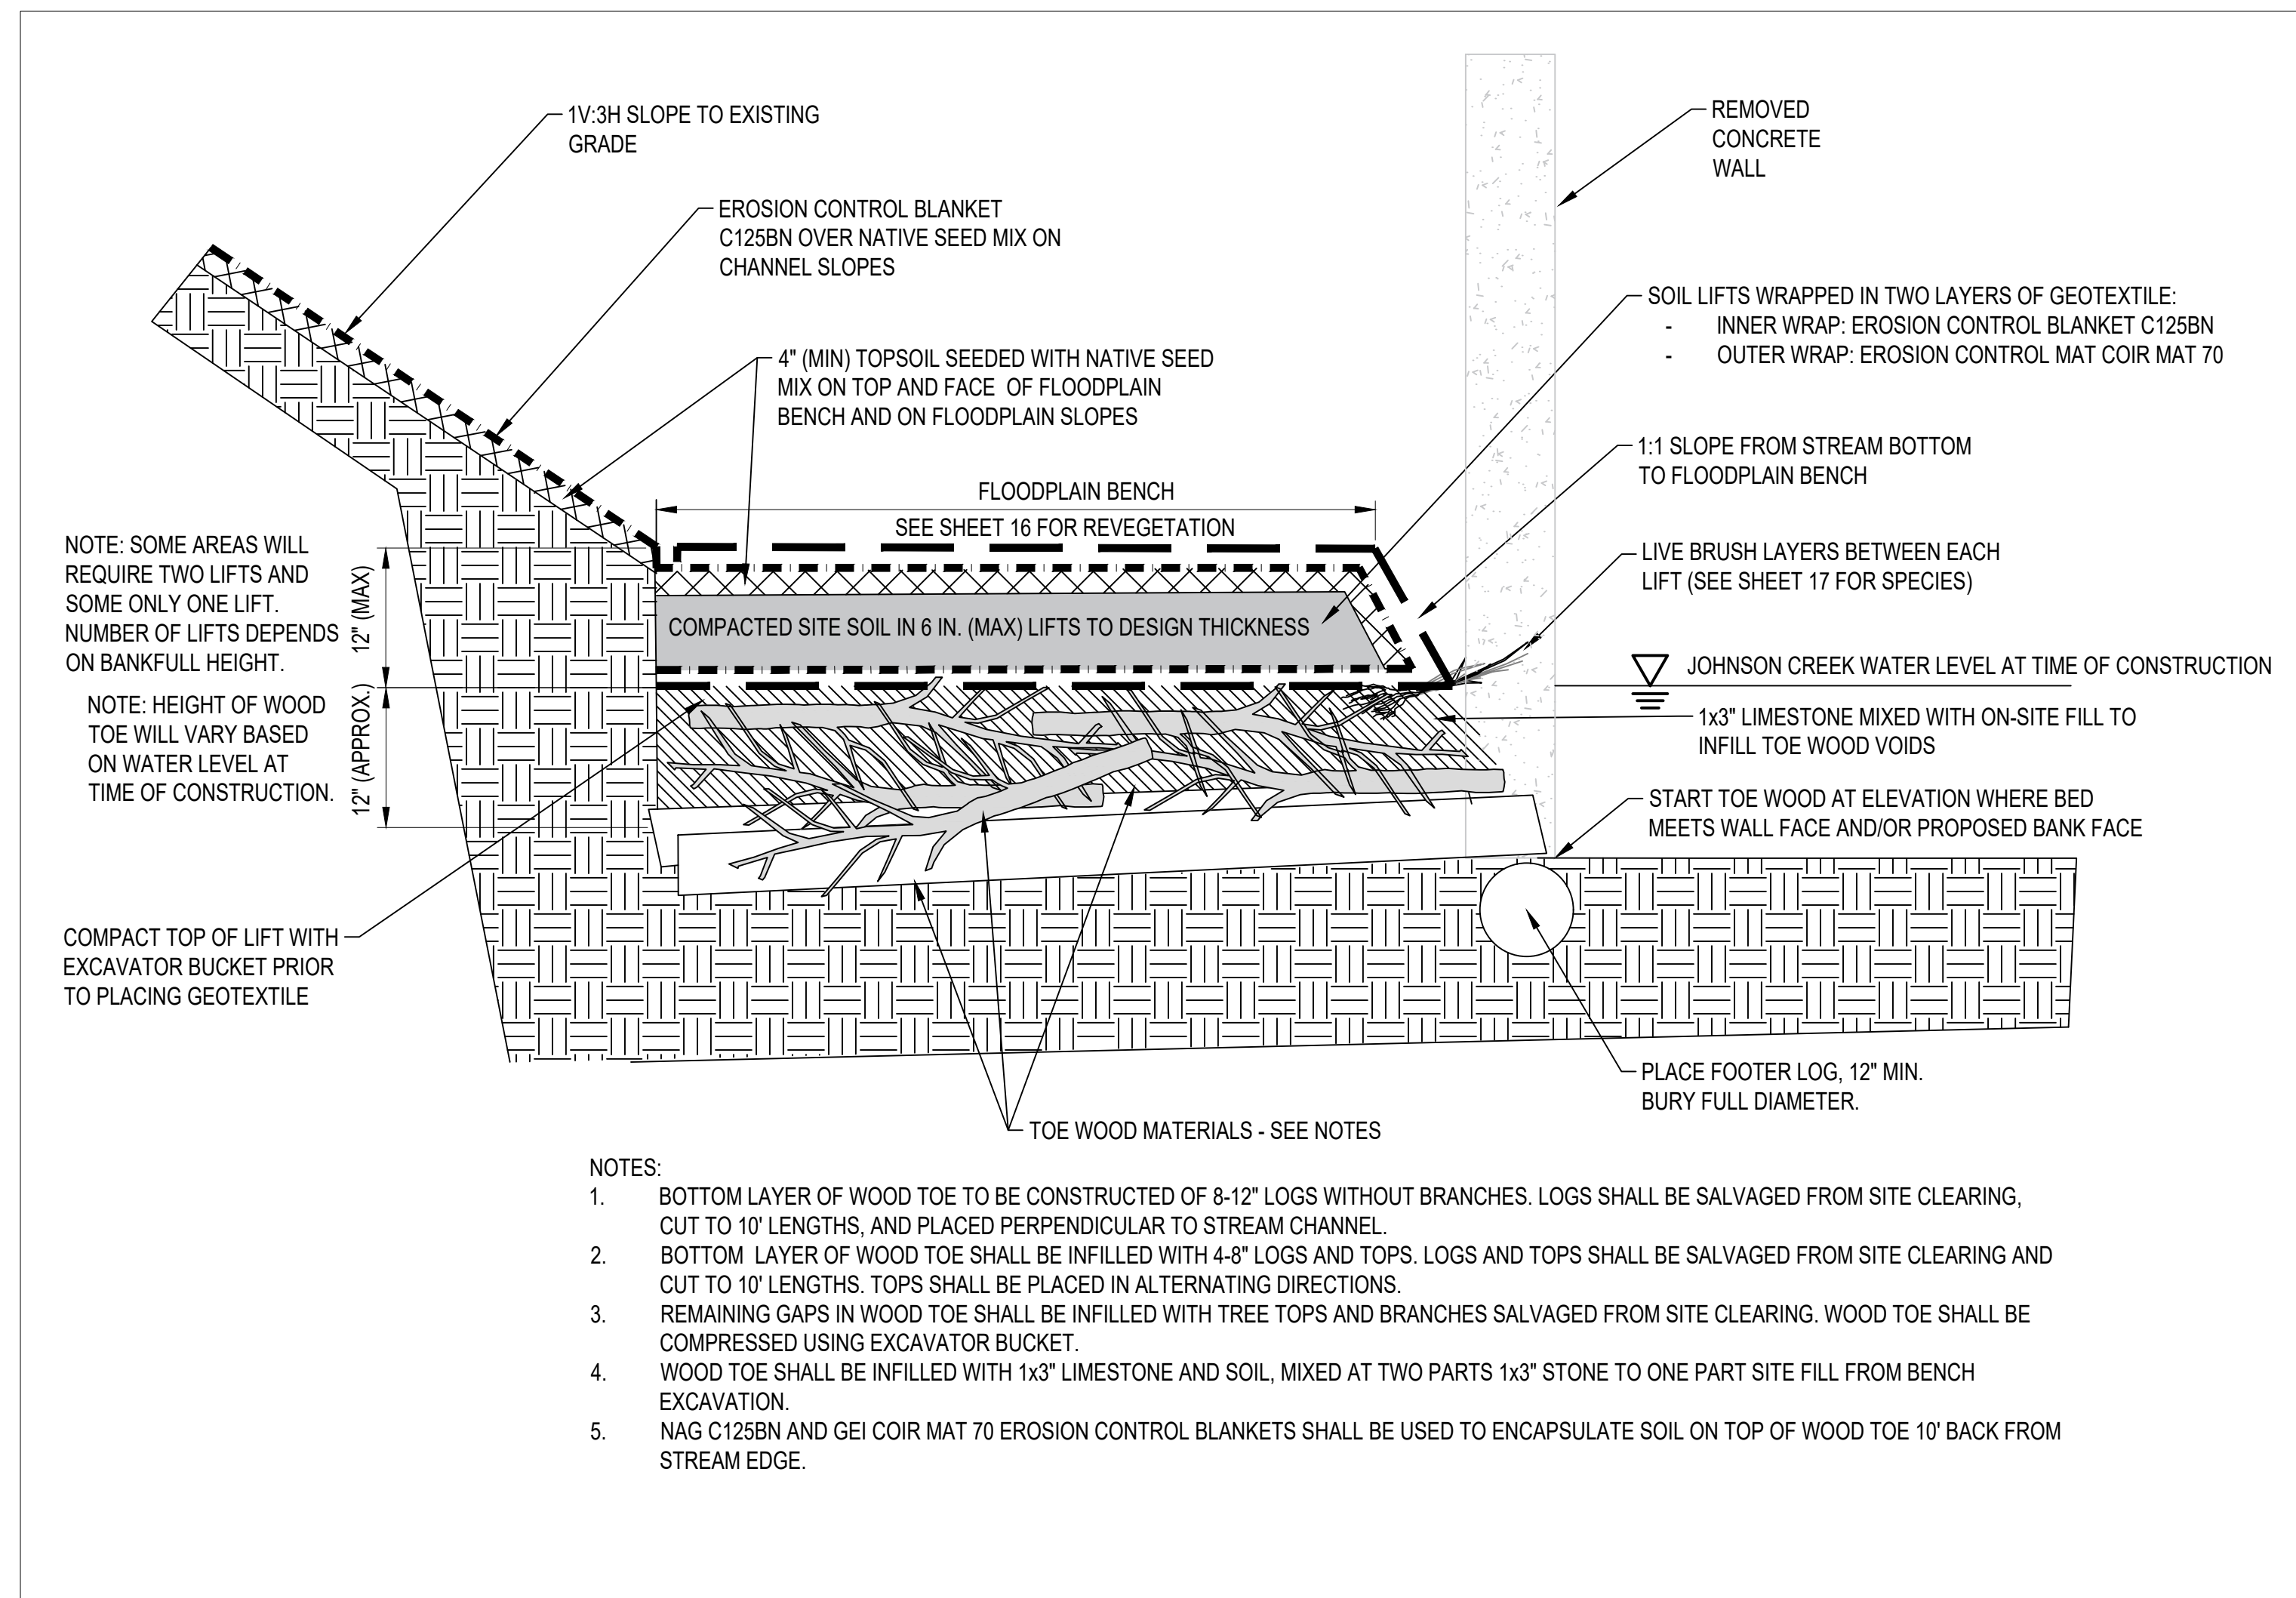 1V:3H SLOPE TO EXISTING
GRADE
EROSION CONTROL BLANKET
C125BN OVER NATIVE SEED MIX ON
CHANNEL SLOPES
4" (MIN) TOPSOIL SEEDED WITH NATIVE SEED
MIX ON TOP AND FACE OF FLOODPLAIN
BENCH AND ON FLOODPLAIN SLOPES
REMOVED
CONCRETE
WALL
SOIL LIFTS WRAPPED IN TWO LAYERS OF GEOTEXTILE:
- INNER WRAP: EROSION CONTROL BLANKET C125BN
- OUTER WRAP: EROSION CONTROL MAT COIR MAT 70
1:1 SLOPE FROM STREAM BOTTOM
TO FLOODPLAIN BENCH
FLOODPLAIN BENCH
SEE SHEET 16 FOR REVEGETATION
NOTE: SOME AREAS WILL
REQUIRE TWO LIFTS AND
SOME ONLY ONE LIFT.
NUMBER OF LIFTS DEPENDS
ON BANKFULL HEIGHT.
12" (MAX)
LIVE BRUSH LAYERS BETWEEN EACH
LIFT (SEE SHEET 17 FOR SPECIES)
COMPACTED SITE SOIL IN 6 IN. (MAX) LIFTS TO DESIGN THICKNESS
JOHNSON CREEK WATER LEVEL AT TIME OF CONSTRUCTION
NOTE: HEIGHT OF WOOD
TOE WILL VARY BASED
ON WATER LEVEL AT
TIME OF CONSTRUCTION.
12" (APPROX.)
1x3" LIMESTONE MIXED WITH ON-SITE FILL TO
INFILL TOE WOOD VOIDS
START TOE WOOD AT ELEVATION WHERE BED
MEETS WALL FACE AND/OR PROPOSED BANK FACE
COMPACT TOP OF LIFT WITH
EXCAVATOR BUCKET PRIOR
TO PLACING GEOTEXTILE
PLACE FOOTER LOG, 12" MIN.
BURY FULL DIAMETER.
TOE WOOD MATERIALS - SEE NOTES
NOTES:
1. BOTTOM LAYER OF WOOD TOE TO BE CONSTRUCTED OF 8-12" LOGS WITHOUT BRANCHES. LOGS SHALL BE SALVAGED FROM SITE CLEARING,
CUT TO 10' LENGTHS, AND PLACED PERPENDICULAR TO STREAM CHANNEL.
2. BOTTOM LAYER OF WOOD TOE SHALL BE INFILLED WITH 4-8" LOGS AND TOPS. LOGS AND TOPS SHALL BE SALVAGED FROM SITE CLEARING AND
CUT TO 10' LENGTHS. TOPS SHALL BE PLACED IN ALTERNATING DIRECTIONS.
3. REMAINING GAPS IN WOOD TOE SHALL BE INFILLED WITH TREE TOPS AND BRANCHES SALVAGED FROM SITE CLEARING. WOOD TOE SHALL BE
COMPRESSED USING EXCAVATOR BUCKET.
4. WOOD TOE SHALL BE INFILLED WITH 1x3" LIMESTONE AND SOIL, MIXED AT TWO PARTS 1x3" STONE TO ONE PART SITE FILL FROM BENCH
EXCAVATION.
5. NAG C125BN AND GEI COIR MAT 70 EROSION CONTROL BLANKETS SHALL BE USED TO ENCAPSULATE SOIL ON TOP OF WOOD TOE 10' BACK FROM
STREAM EDGE.